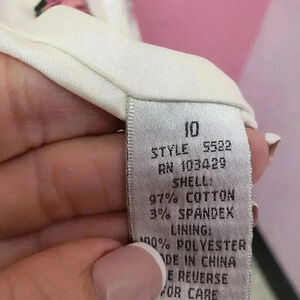 10
STYLE 5522
RN 103429
SHELL:
97% COTTON
3% SPANDEX
LINING:
100% POLYESTER
MADE IN CHINA
SEE REVERSE
FOR CARE